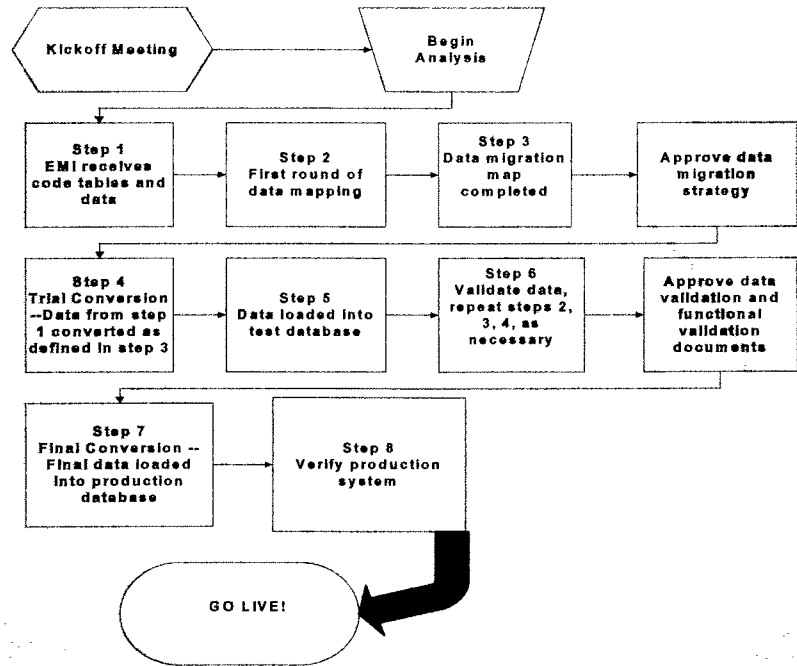 Kickoff Meeting
Begin
Analysis
Step 1
EMI receives
code tables and
data
Step 2
First round of
data mapping
Step 3
Data migration
map
completed
Approve data
migration
strategy
Step 4
Trial Conversion
--Data from step
1 converted as
defined in step 3
Step 5
Data loaded into
test database
Step 6
Validate data,
repeat steps 2,
3, 4, as
necessary
Approve data
validation and
functional
validation
documents
Step 7
Final Conversion --
Final data loaded
into production
database
Step 8
Verify production
system
GO LIVE!